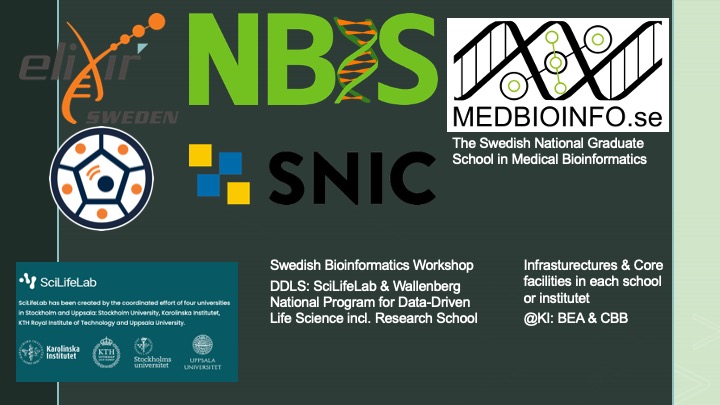 elixir
SWEDEN
NBIS
MEDBIOINFO.se
The Swedish National Graduate
School in Medical Bioinformatics
SNIC
SciLifeLab
SciLifeLab has been created by the coordinated effort of four universities
in Stockholm and Uppsala: Stockholm University, Karolinska Institutet,
KTH Royal Institute of Technology and Uppsala University.
Karolinska
Institutet
KTH
Stockholms
universitet
UPPSALA
UNIVERSITET
Swedish Bioinformatics Workshop
DDLS: SciLifeLab & Wallenberg
National Program for Data-Driven
Life Science incl. Research School
Infrasturectures & Core
facilities in each school
or institutet
@KI: BEA & CBB